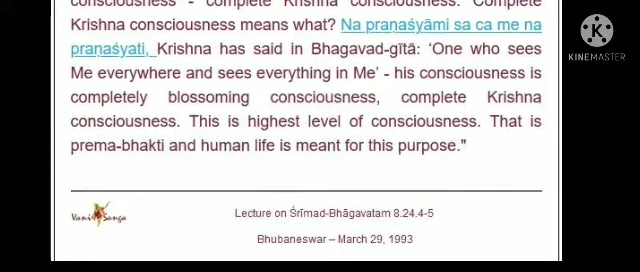 consciousness - complete Krishna consciousness. Complete
Krishna consciousness means what? Na praṇaśyāmi sa ca me na
praṇaśyati, Krishna has said in Bhagavad-gītā: ‘One who sees
Me everywhere and sees everything in Me’ - his consciousness is
completely blossoming consciousness, complete Krishna
consciousness. This is highest level of consciousness. That is
prema-bhakti and human life is meant for this purpose."
Vani Sanga
Lecture on Śrīmad-Bhāgavatam 8.24.4-5
Bhubaneswar – March 29, 1993
KINEMASTER